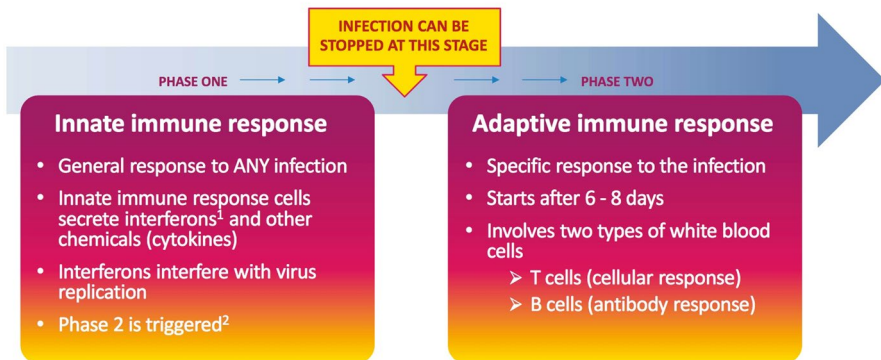 INFECTION CAN BE
STOPPED AT THIS STAGE
PHASE ONE
PHASE TWO
Innate immune response
• General response to ANY infection
• Innate immune response cells
secrete interferons¹ and other
chemicals (cytokines)
• Interferons interfere with virus
replication
• Phase 2 is triggered²
Adaptive immune response
• Specific response to the infection
• Starts after 6 - 8 days
• Involves two types of white blood
cells
➢ T cells (cellular response)
➢ B cells (antibody response)